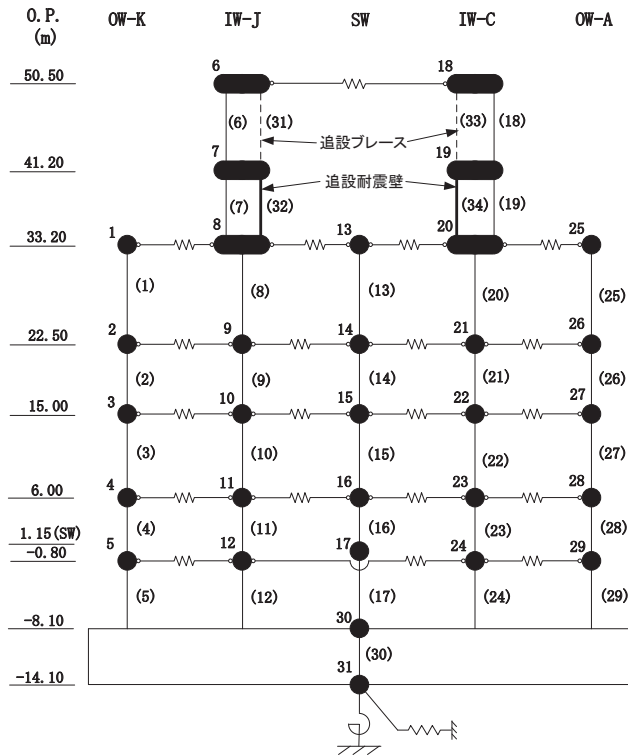 O.P. OW-K IW-J SW IW-C OW-A
(m)
6 18
50.50
(6) (31) (33) (18)
追設ブレース
7 19
41.20
追設耐震壁
(7) (32) (34) (19)
1 8 13 20 25
33.20
(1) (8) (13) (20) (25)
2 9 14 21 26
22.50
(2) (9) (14) (21) (26)
3 10 15 22 27
15.00
(3) (10) (15) (22) (27)
4 11 16 23 28
6.00
(4) (11) (16) (23) (28)
1.15(SW)
5 12 17 24 29
-0.80
(5) (12) (17) (24) (29)
30
-8.10
(30)
31
-14.10